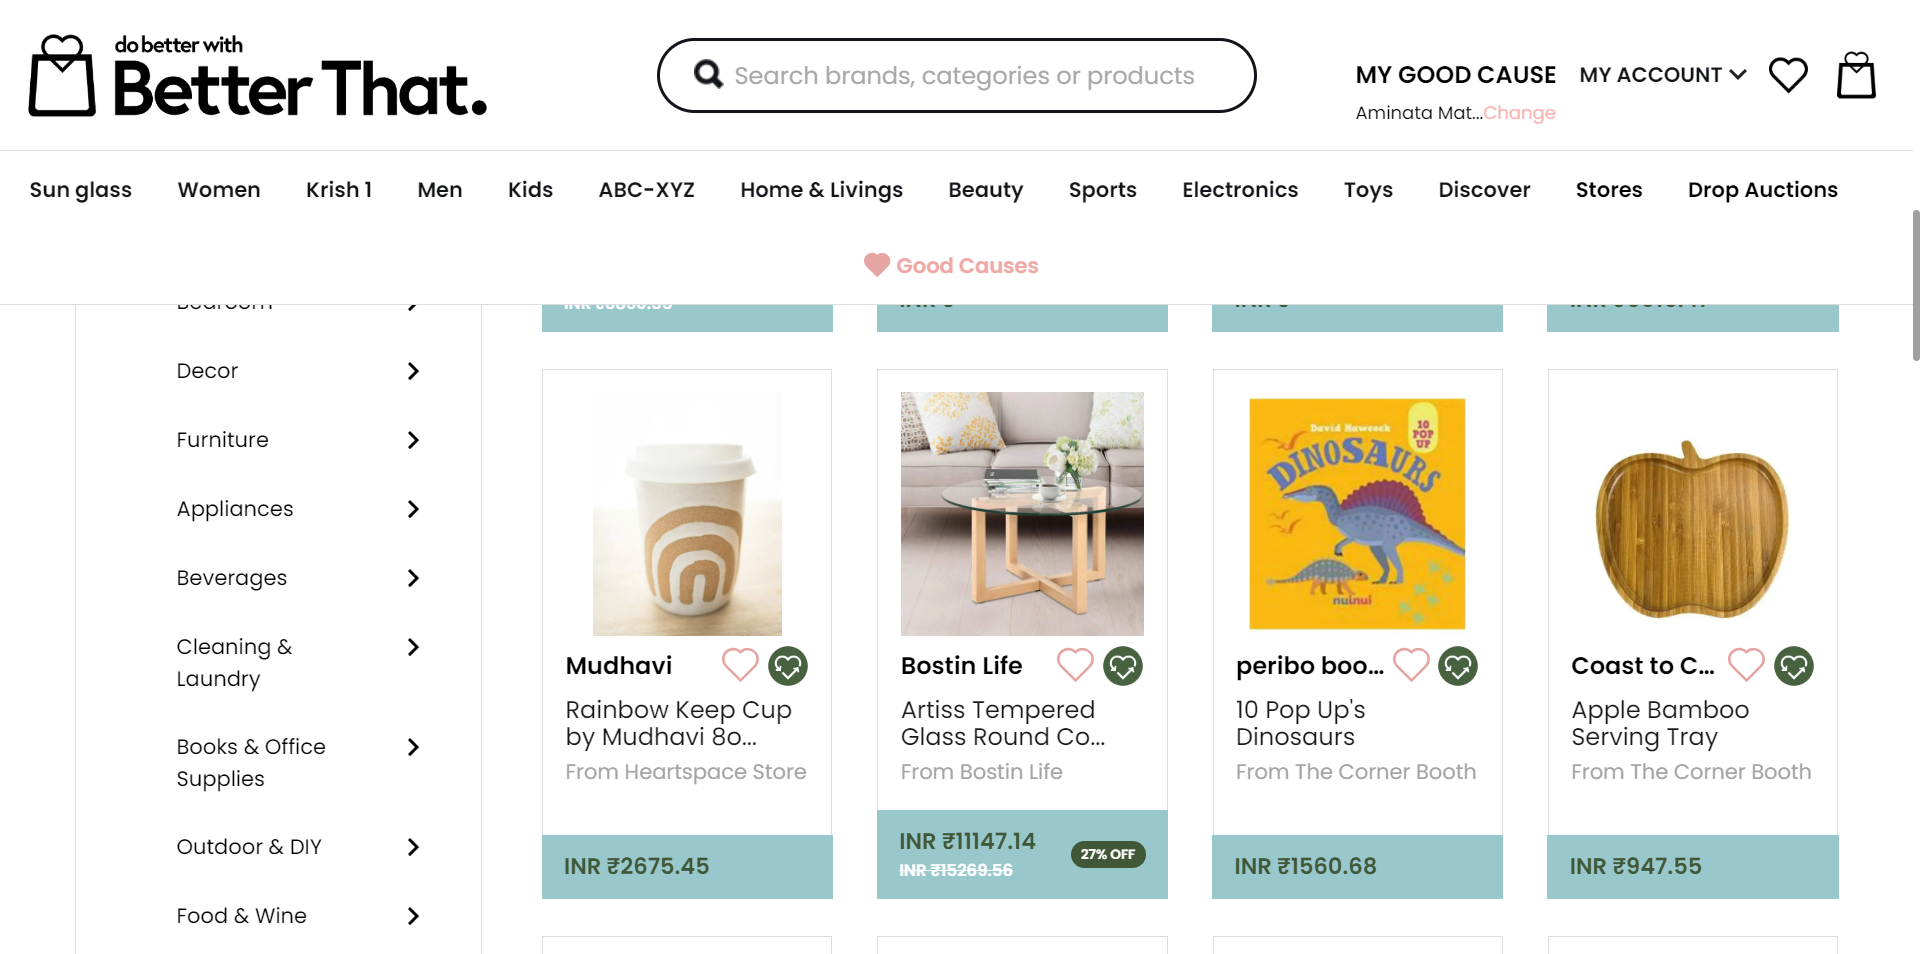 do better with
Better That.
Search brands, categories or products
MY GOOD CAUSE
Aminata Mat...Change
MY ACCOUNT
Sun glass Women Krish 1 Men Kids ABC-XYZ Home & Livings Beauty Sports Electronics Toys Discover Stores Drop Auctions
Good Causes
Decor
Furniture
Appliances
Beverages
Cleaning &
Laundry
Books & Office
Supplies
Outdoor & DIY
Food & Wine
Mudhavi
Rainbow Keep Cup
by Mudhavi 8o...
From Heartspace Store
INR ₹2675.45
Bostin Life
Artiss Tempered
Glass Round Co...
From Bostin Life
INR ₹11147.14
INR ₹15269.56
27% OFF
David Hawcock
10
POP
UP
DINOSAURS
nuinui
peribo boo...
10 Pop Up's
Dinosaurs
From The Corner Booth
INR ₹1560.68
Coast to C...
Apple Bamboo
Serving Tray
From The Corner Booth
INR ₹947.55